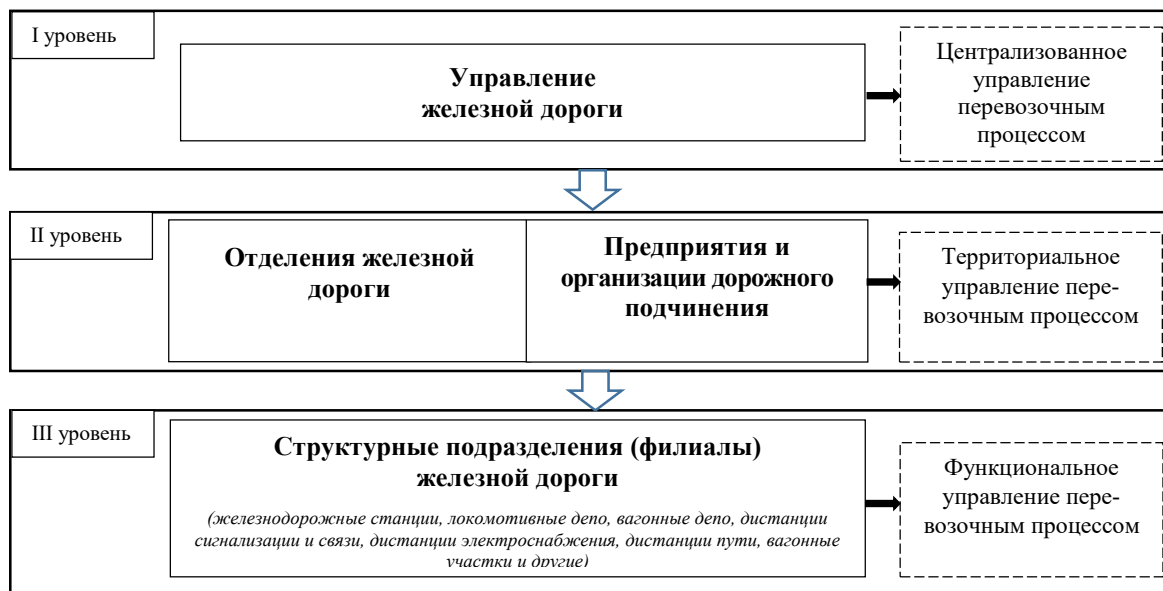 I уровень
Управление
железной дороги
Централизованное
управление
перевозочным
процессом
II уровень
Отделения железной
дороги
Предприятия и
организации дорожного
подчинения
Территориальное
управление пере-
возочным процессом
III уровень
Структурные подразделения (филиалы)
железной дороги
(железнодорожные станции, локомотивные депо, вагонные депо, дистанции
сигнализации и связи, дистанции электроснабжения, дистанции пути, вагонные
участки и другие)
Функциональное
управление пере-
возочным процессом